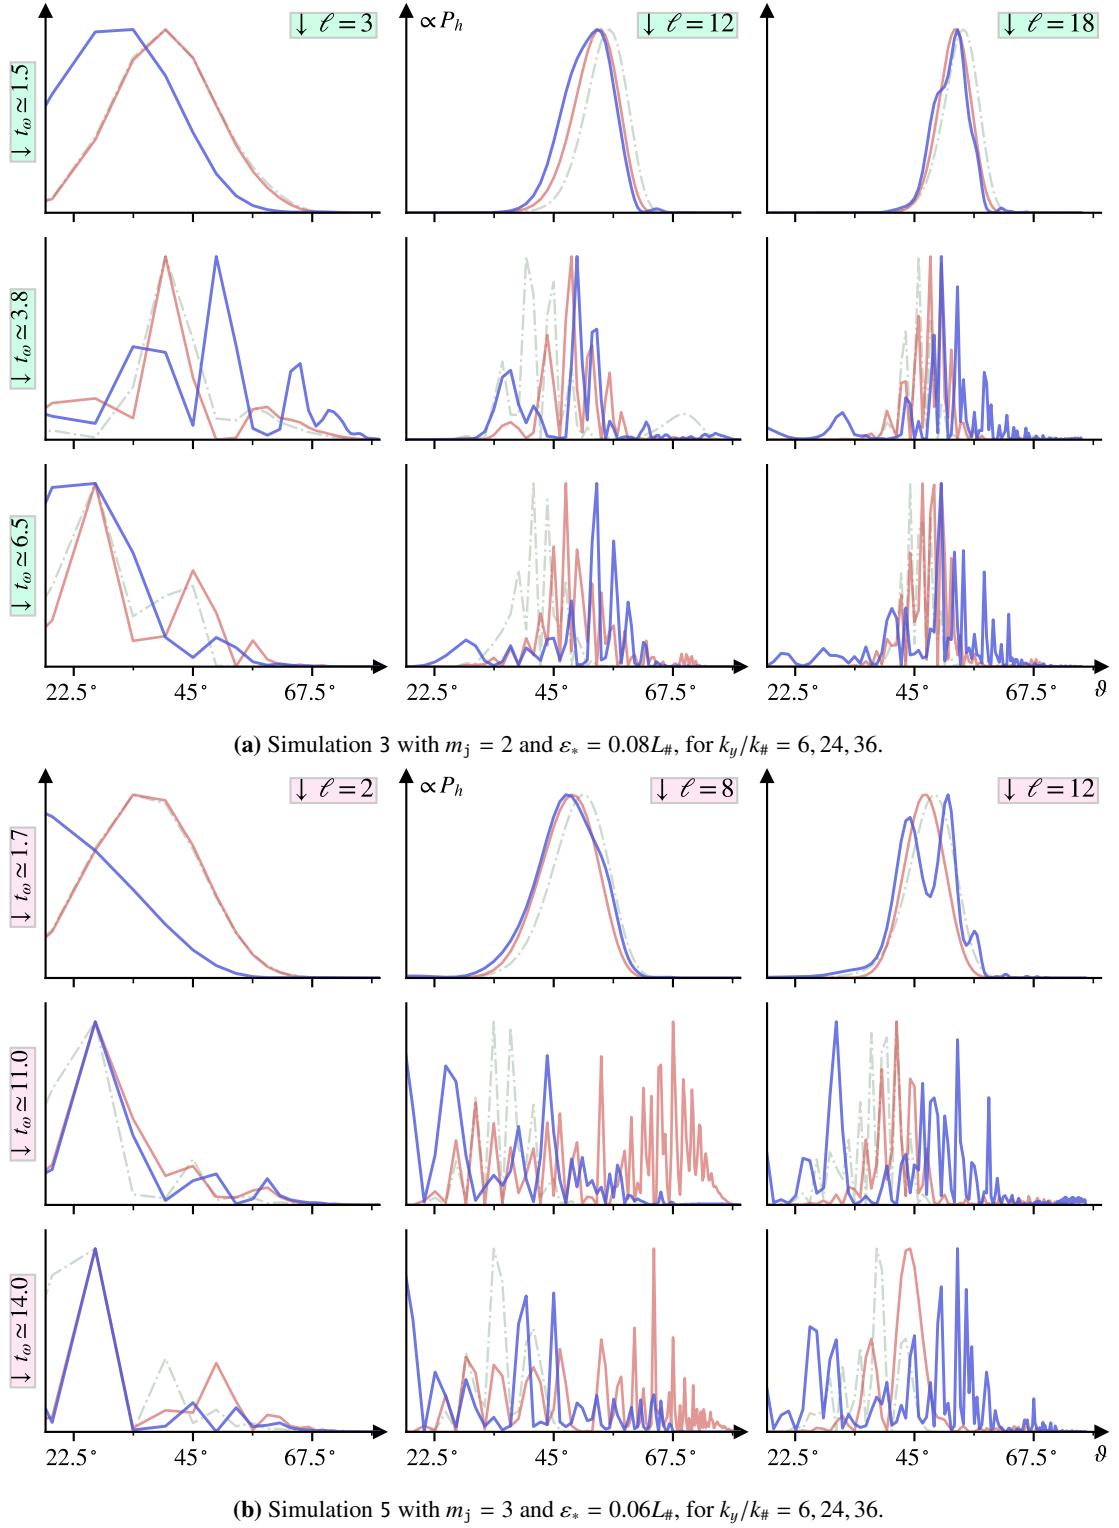 ∝ P_h
↓ ℓ = 3
↓ ℓ = 12
↓ ℓ = 18
↓ t_ω ≃ 1.5
↓ t_ω ≃ 3.8
↓ t_ω ≃ 6.5
22.5° 45° 67.5° 22.5° 45° 67.5° 22.5° 45° 67.5° ϑ
(a) Simulation 3 with m_j = 2 and ε_* = 0.08L_#, for k_y/k_# = 6, 24, 36.
∝ P_h
↓ ℓ = 2
↓ ℓ = 8
↓ ℓ = 12
↓ t_ω ≃ 1.7
↓ t_ω ≃ 11.0
↓ t_ω ≃ 14.0
22.5° 45° 67.5° 22.5° 45° 67.5° 22.5° 45° 67.5° ϑ
(b) Simulation 5 with m_j = 3 and ε_* = 0.06L_#, for k_y/k_# = 6, 24, 36.